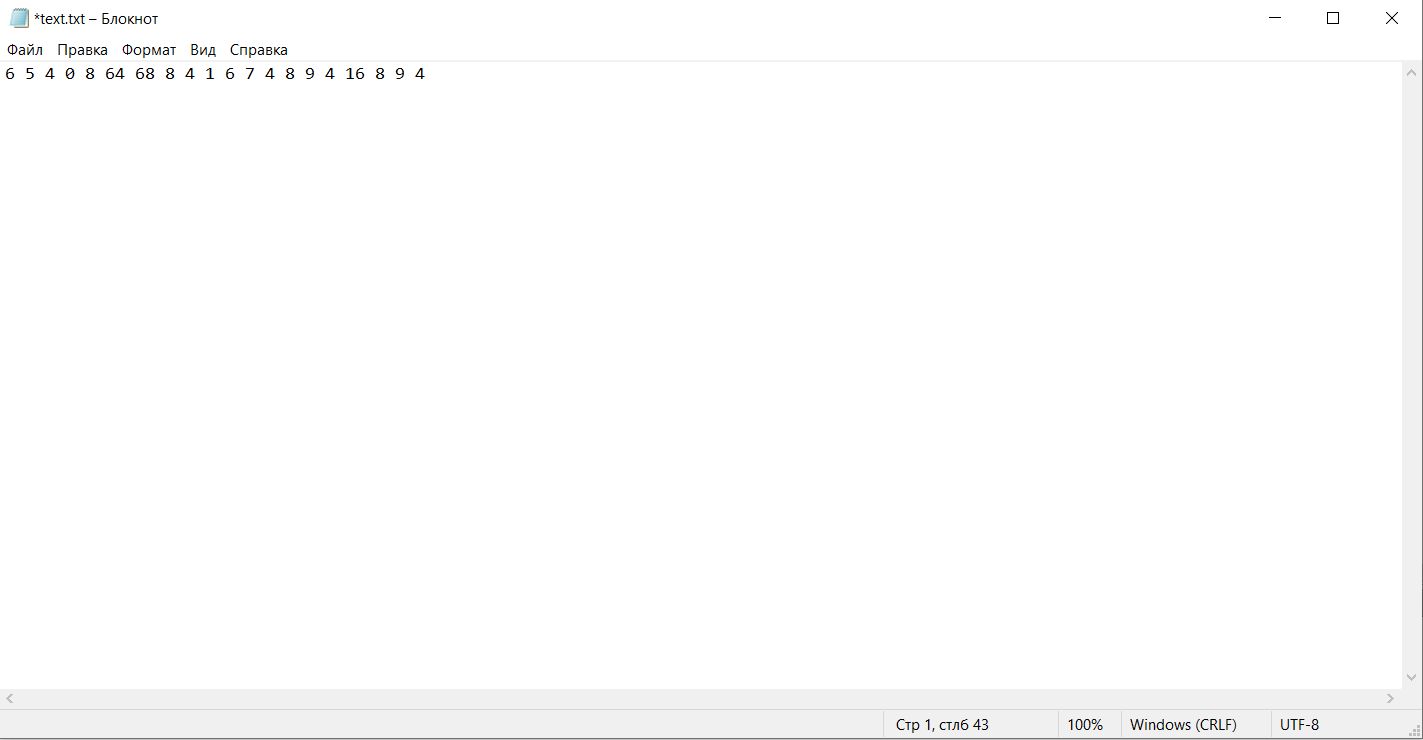 *text.txt – Блокнот
Файл Правка Формат Вид Справка
6 5 4 0 8 64 68 8 4 1 6 7 4 8 9 4 16 8 9 4
Стр 1, стлб 43 100% Windows (CRLF) UTF-8